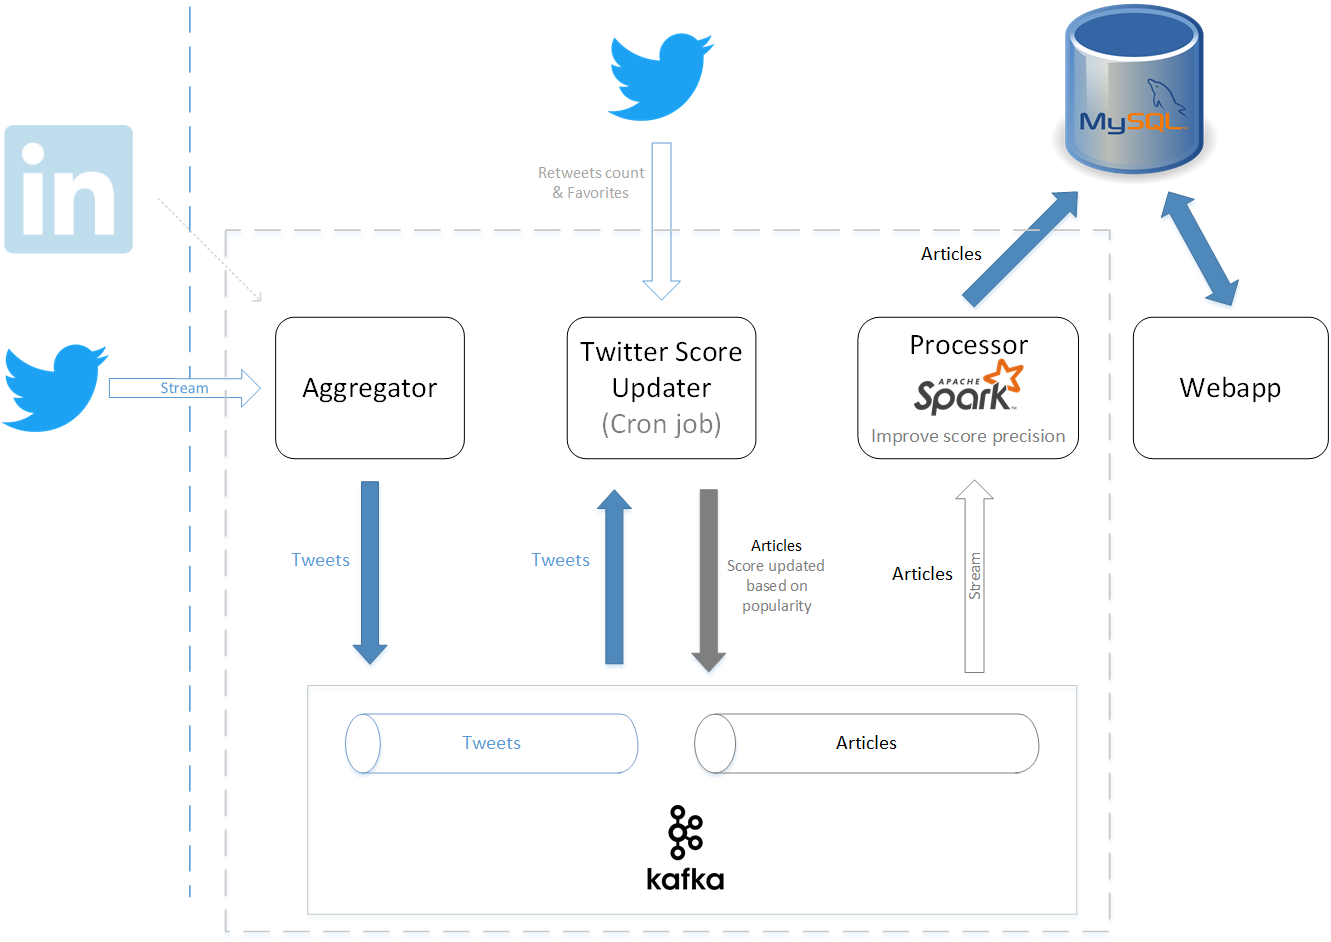 MySQL
in
Retweets count
& Favorites
Articles
Stream
Aggregator
Twitter Score
Updater
(Cron job)
Processor
APACHE
Spark
TM
Improve score precision
Webapp
Tweets
Tweets
Articles
Score updated
based on
popularity
Articles
Stream
Tweets
Articles
kafka